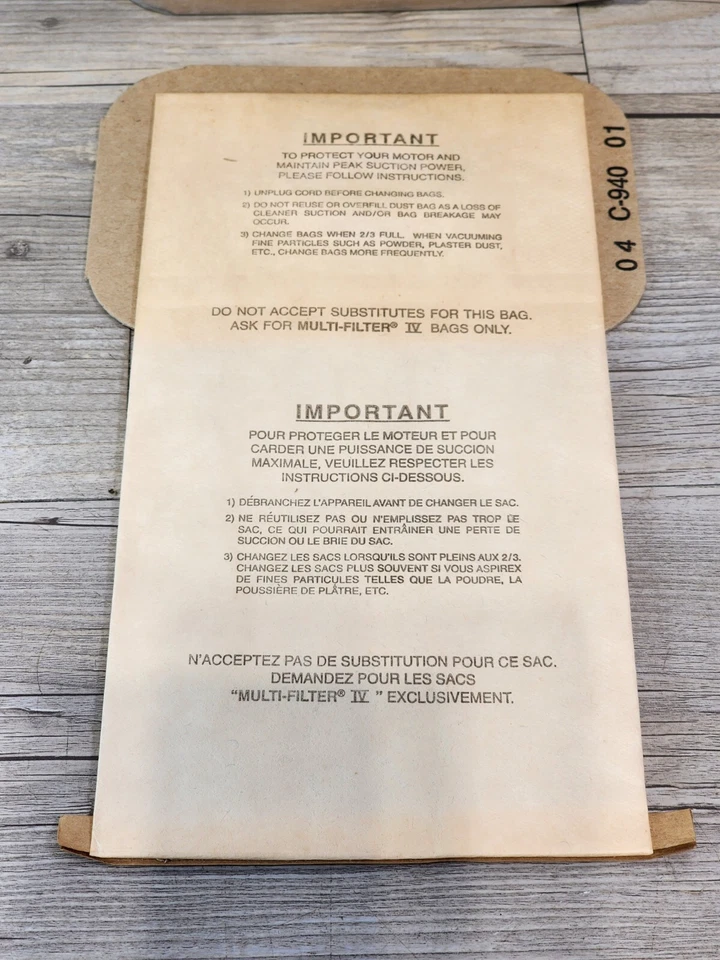 IMPORTANT
TO PROTECT YOUR MOTOR AND
MAINTAIN PEAK SUCTION POWER,
PLEASE FOLLOW INSTRUCTIONS.
1) UNPLUG CORD BEFORE CHANGING BAGS.
2) DO NOT REUSE OR OVERFILL DUST BAG AS A LOSS OF
CLEANER SUCTION AND/OR BAG BREAKAGE MAY
OCCUR.
3) CHANGE BAGS WHEN 2/3 FULL. WHEN VACUUMING
FINE PARTICLES SUCH AS POWDER, PLASTER DUST,
ETC., CHANGE BAGS MORE FREQUENTLY.
DO NOT ACCEPT SUBSTITUTES FOR THIS BAG.
ASK FOR MULTI-FILTER® IV BAGS ONLY.
IMPORTANT
POUR PROTEGER LE MOTEUR ET POUR
CARDER UNE PUISSANCE DE SUCCION
MAXIMALE, VEUILLEZ RESPECTER LES
INSTRUCTIONS CI-DESSOUS.
1) DÉBRANCHEZ L'APPAREIL AVANT DE CHANGER LE SAC.
2) NE RÉUTILISEZ PAS OU N'EMPLISSEZ PAS TROP LE
SAC, CE QUI POURRAIT ENTRAÎNER UNE PERTE DE
SUCCION OU LE BRIE DU SAC.
3) CHANGEZ LES SACS LORSQU'ILS SONT PLEINS AUX 2/3.
CHANGEZ LES SACS PLUS SOUVENT SI VOUS ASPIREX
DE FINES PARTICULES TELLES QUE LA POUDRE, LA
POUSSIÈRE DE PLÂTRE, ETC.
N'ACCEPTEZ PAS DE SUBSTITUTION POUR CE SAC.
DEMANDEZ POUR LES SACS
"MULTI-FILTER® IV " EXCLUSIVEMENT.
04 C-940 01